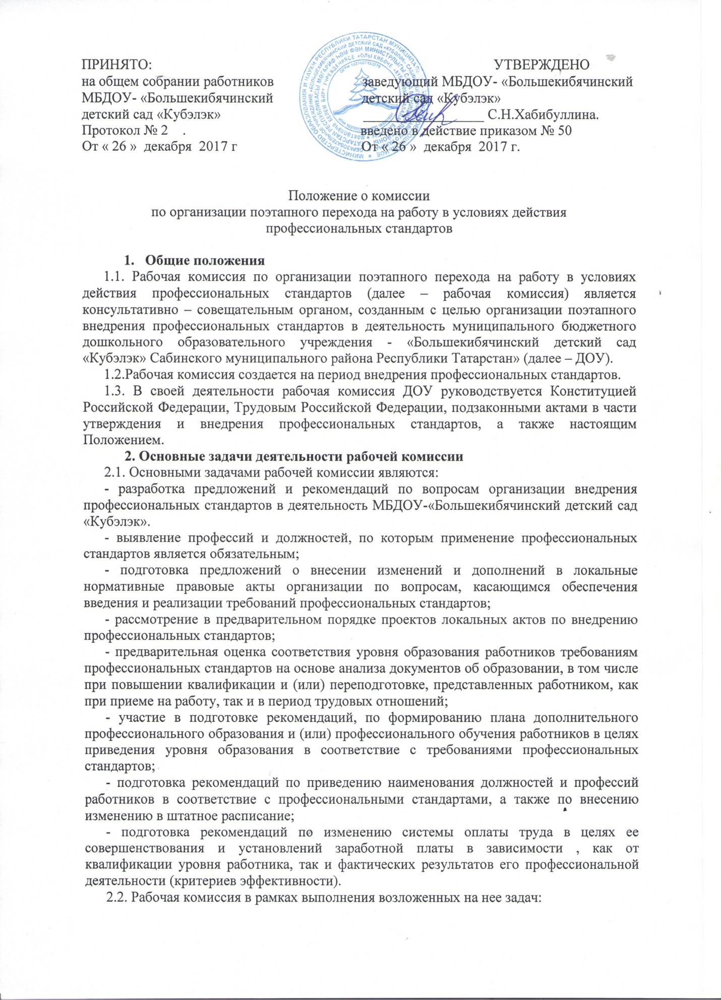 ПРИНЯТО:
на общем собрании работников
МБДОУ- «Большекибячинский
детский сад «Кубэлэк»
Протокол № 2    .
От « 26 »  декабря  2017 г
УТВЕРЖДЕНО
заведующий МБДОУ- «Большекибячинский
детский сад «Кубэлэк»
_________________ С.Н.Хабибуллина.
введено в действие приказом № 50
От « 26 »  декабря  2017 г.
Положение о комиссии
по организации поэтапного перехода на работу в условиях действия
профессиональных стандартов
1.   Общие положения
1.1. Рабочая комиссия по организации поэтапного перехода на работу в условиях
действия профессиональных стандартов (далее – рабочая комиссия) является
консультативно – совещательным органом, созданным с целью организации поэтапного
внедрения профессиональных стандартов в деятельность муниципального бюджетного
дошкольного образовательного учреждения - «Большекибячинский детский сад
«Кубэлэк» Сабинского муниципального района Республики Татарстан» (далее – ДОУ).
1.2.Рабочая комиссия создается на период внедрения профессиональных стандартов.
1.3. В своей деятельности рабочая комиссия ДОУ руководствуется Конституцией
Российской Федерации, Трудовым Российской Федерации, подзаконными актами в части
утверждения и внедрения профессиональных стандартов, а также настоящим
Положением.
2. Основные задачи деятельности рабочей комиссии
2.1. Основными задачами рабочей комиссии являются:
- разработка предложений и рекомендаций по вопросам организации внедрения
профессиональных стандартов в деятельность МБДОУ-«Большекибячинский детский сад
«Кубэлэк».
- выявление профессий и должностей, по которым применение профессиональных
стандартов является обязательным;
- подготовка предложений о внесении изменений и дополнений в локальные
нормативные правовые акты организации по вопросам, касающимся обеспечения
введения и реализации требований профессиональных стандартов;
- рассмотрение в предварительном порядке проектов локальных актов по внедрению
профессиональных стандартов;
- предварительная оценка соответствия уровня образования работников требованиям
профессиональных стандартов на основе анализа документов об образовании, в том числе
при повышении квалификации и (или) переподготовке, представленных работником, как
при приеме на работу, так и в период трудовых отношений;
- участие в подготовке рекомендаций, по формированию плана дополнительного
профессионального образования и (или) профессионального обучения работников в целях
приведения уровня образования в соответствие с требованиями профессиональных
стандартов;
- подготовка рекомендаций по приведению наименования должностей и профессий
работников в соответствие с профессиональными стандартами, а также по внесению
изменению в штатное расписание;
- подготовка рекомендаций по изменению системы оплаты труда в целях ее
совершенствования и установлений заработной платы в зависимости , как от
квалификации уровня работника, так и фактических результатов его профессиональной
деятельности (критериев эффективности).
2.2. Рабочая комиссия в рамках выполнения возложенных на нее задач: